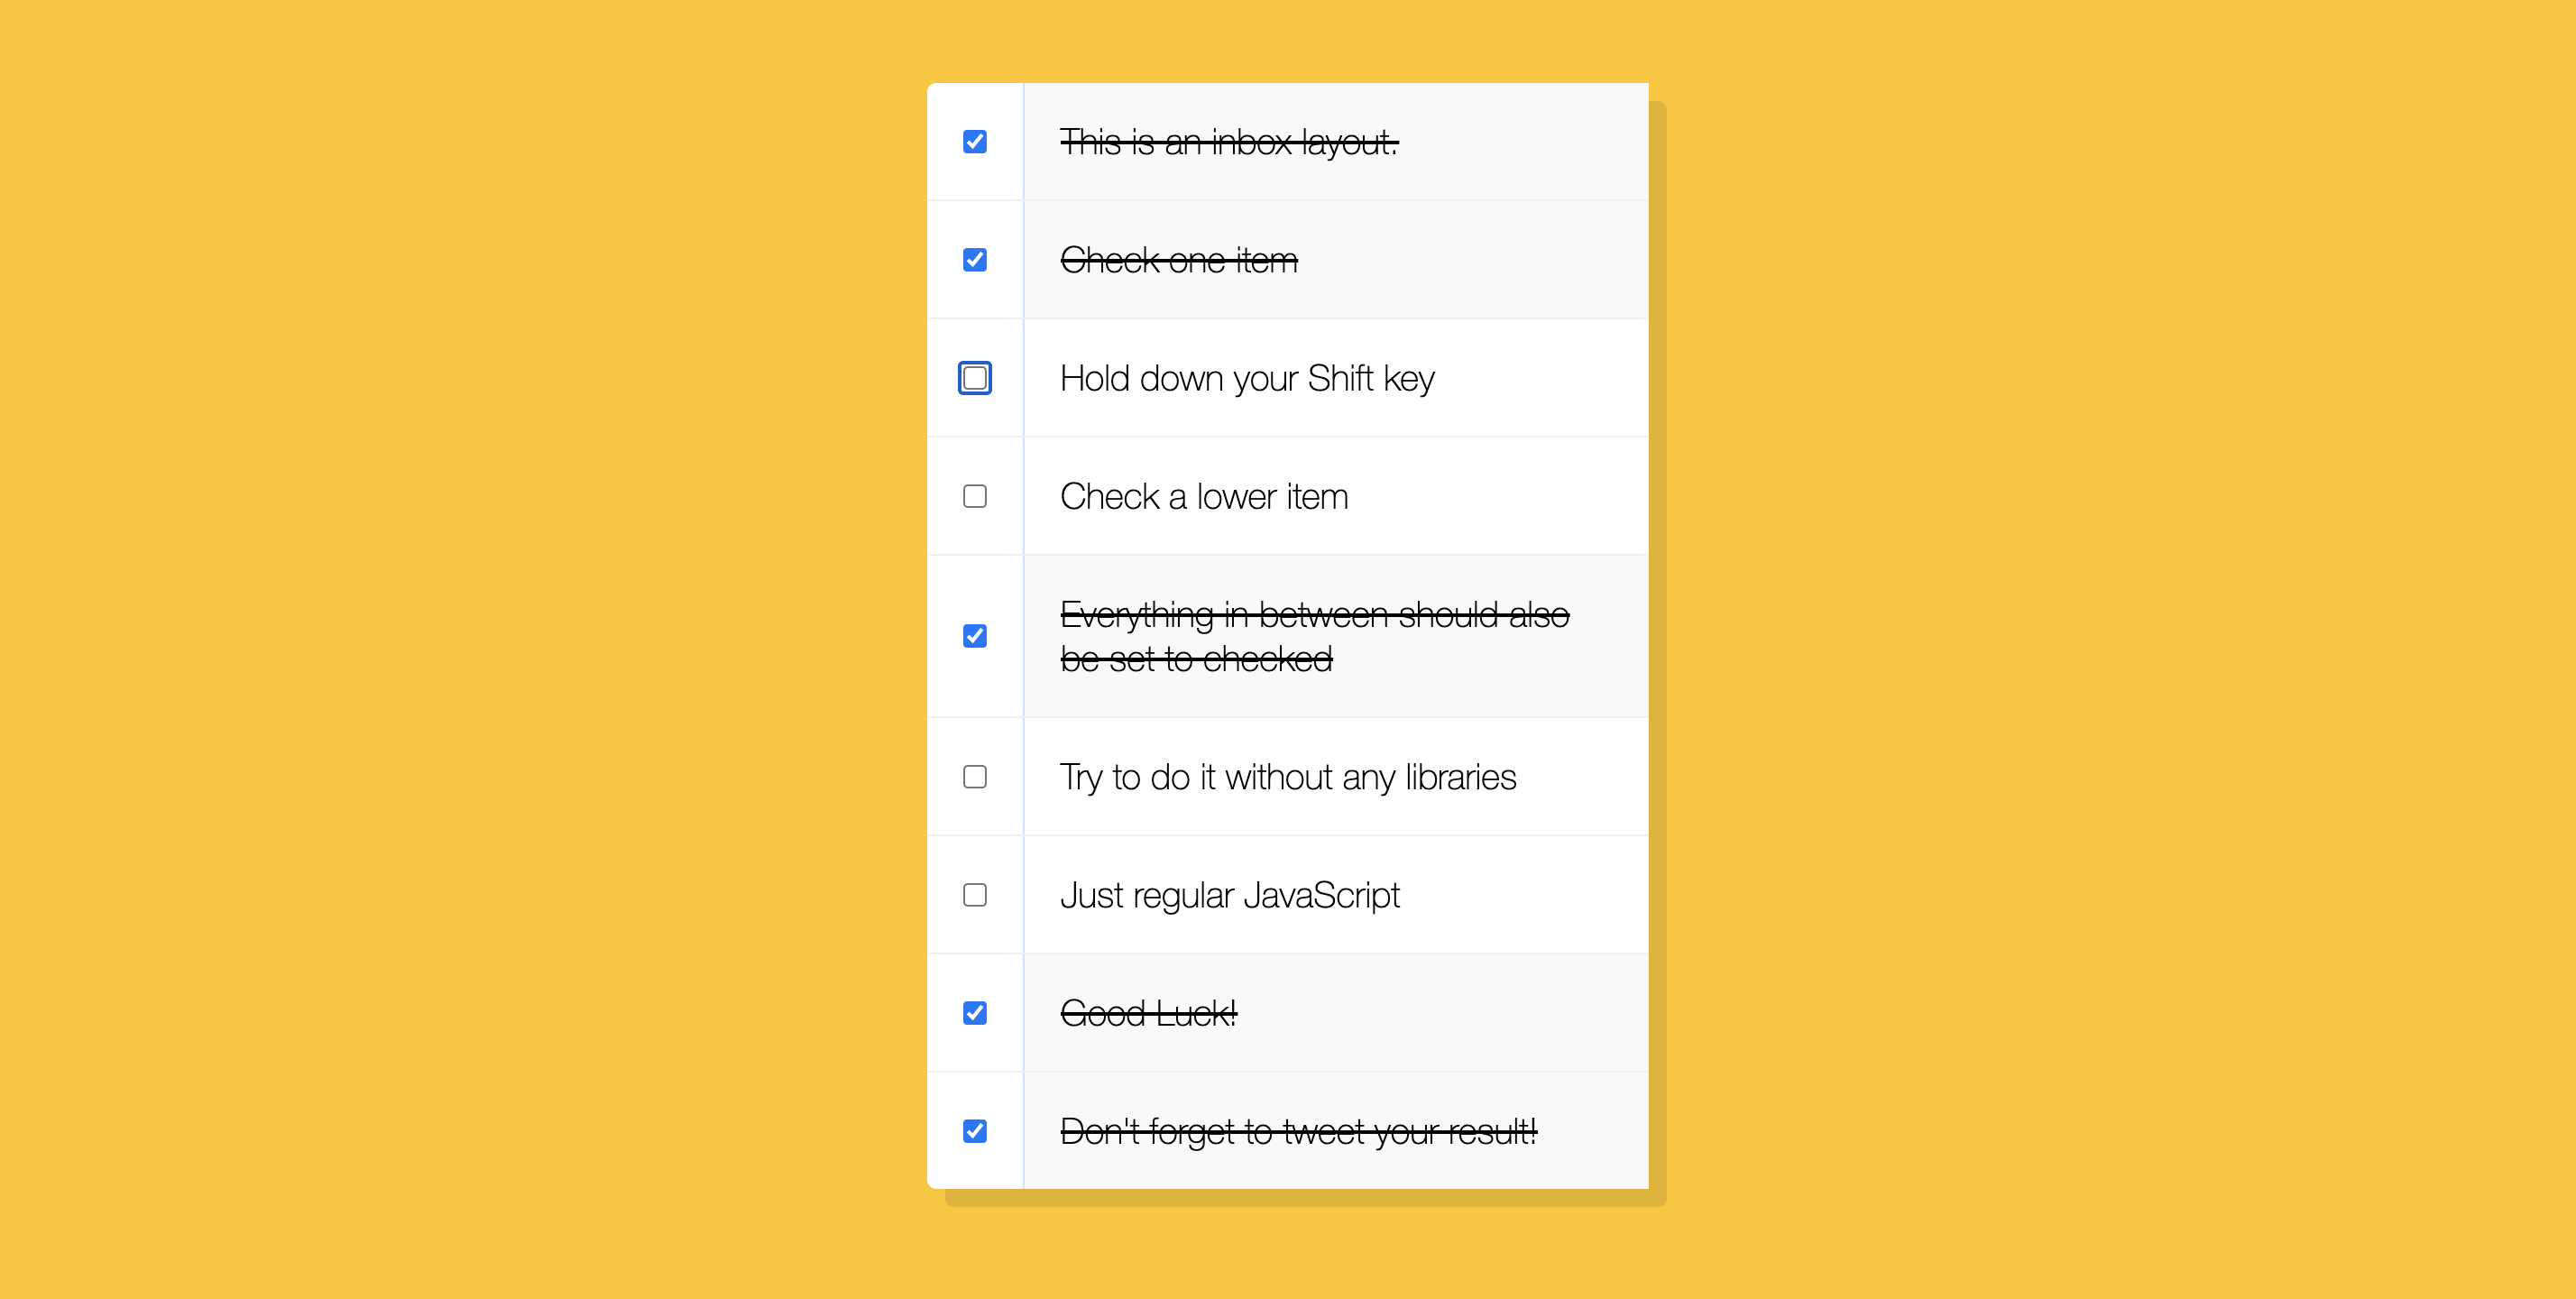 This is an inbox layout.
Check one item
Hold down your Shift key
Check a lower item
Everything in between should also
be set to checked
Try to do it without any libraries
Just regular JavaScript
Good Luck!
Don't forget to tweet your result!